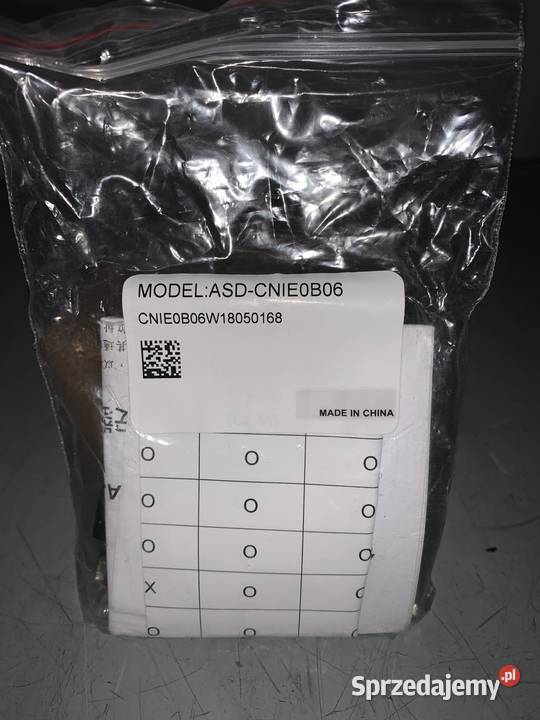 MODEL:ASD-CNIE0B06
CNIE0B06W18050168
MADE IN CHINA
O O O
O O O
O O O
X O
O O
Sprzedajemy.pl